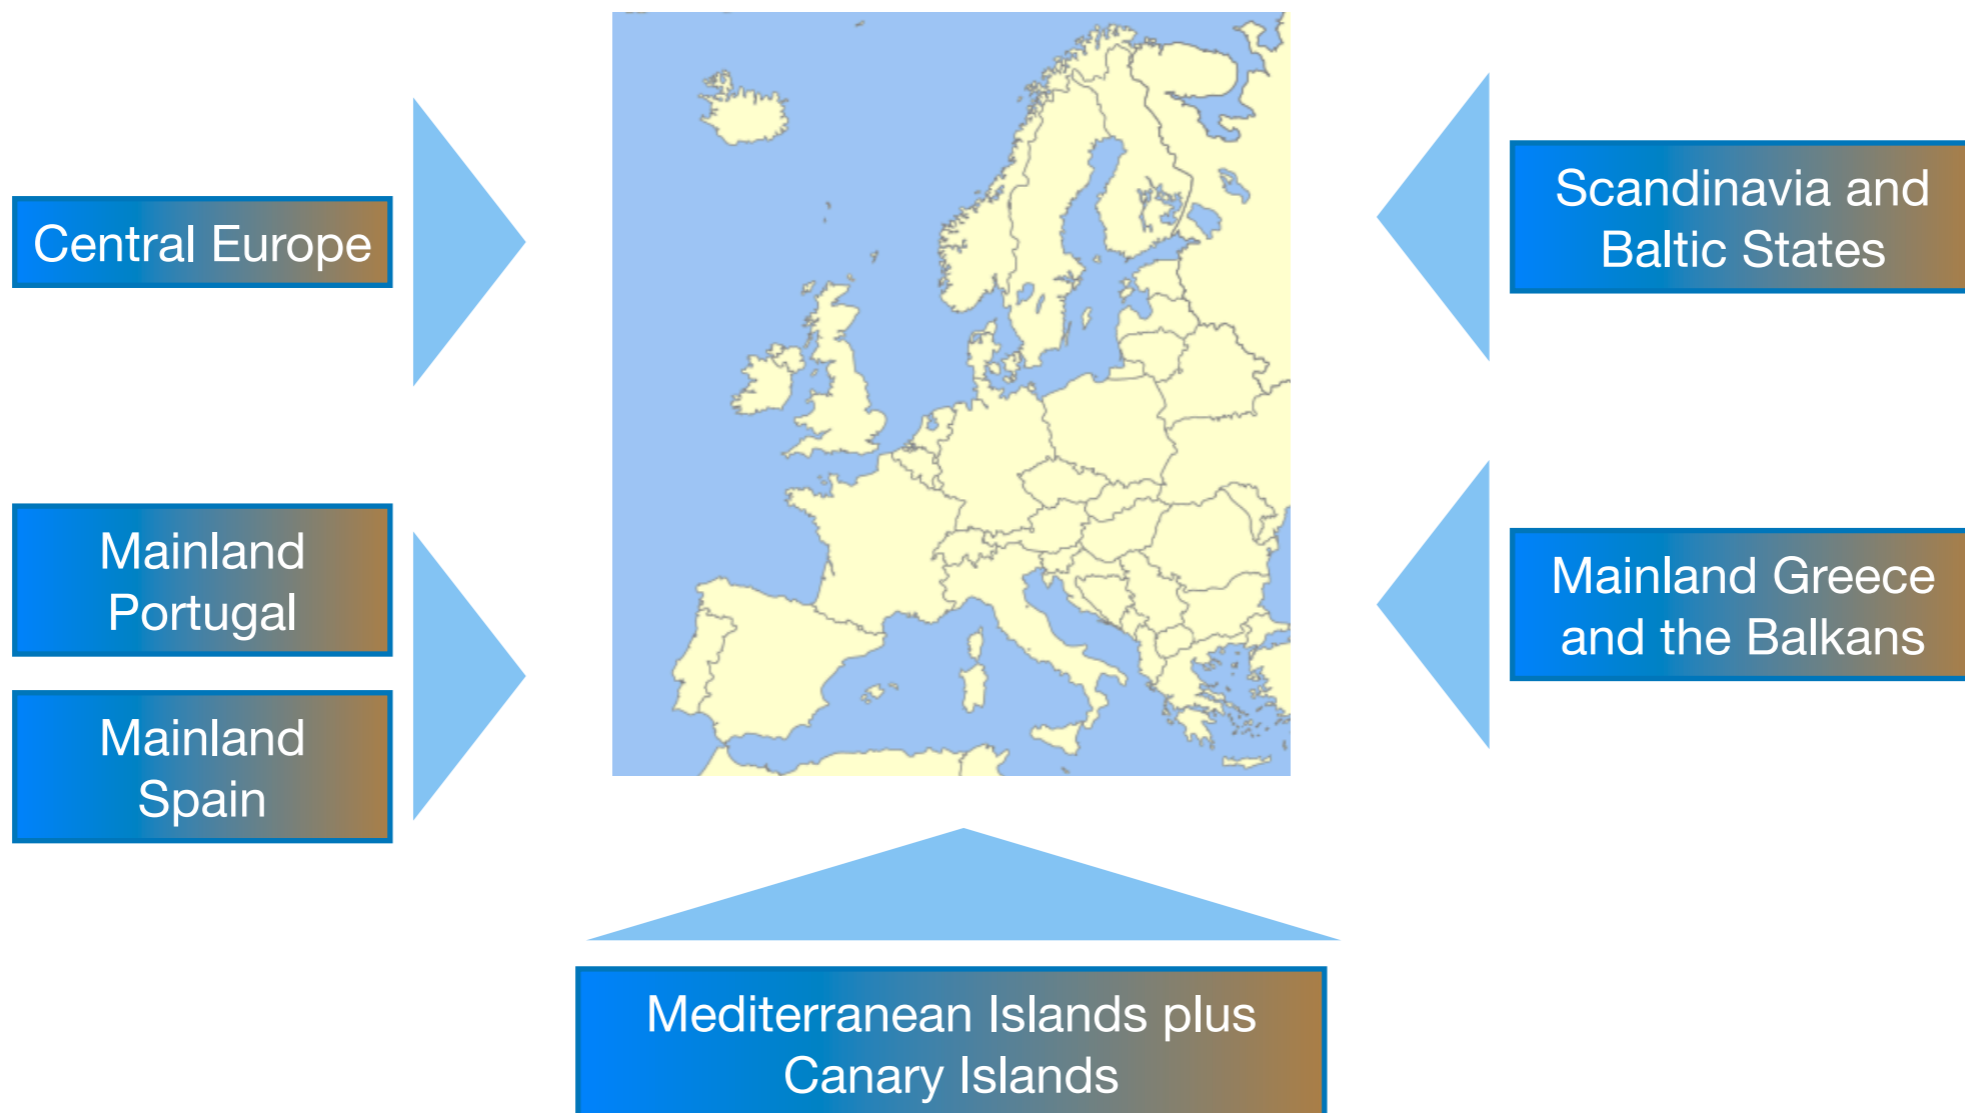 Central Europe
Mainland
Portugal
Mainland
Spain
Scandinavia and
Baltic States
Mainland Greece
and the Balkans
Mediterranean Islands plus
Canary Islands